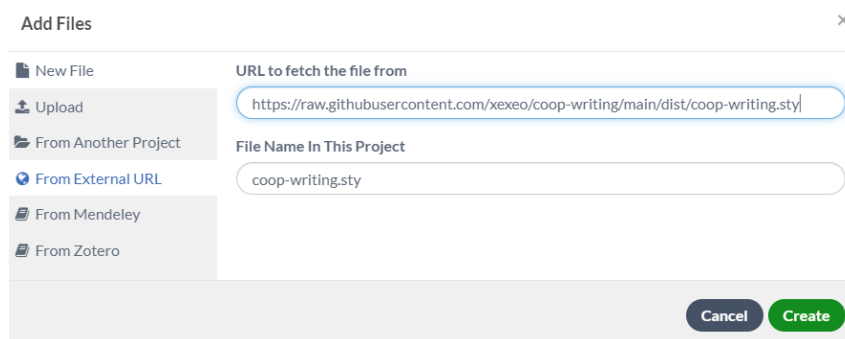 Add Files
×
New File
Upload
From Another Project
From External URL
From Mendeley
From Zotero
URL to fetch the file from
https://raw.githubusercontent.com/xexeo/coop-writing/main/dist/coop-writing.sty
File Name In This Project
coop-writing.sty
Cancel
Create